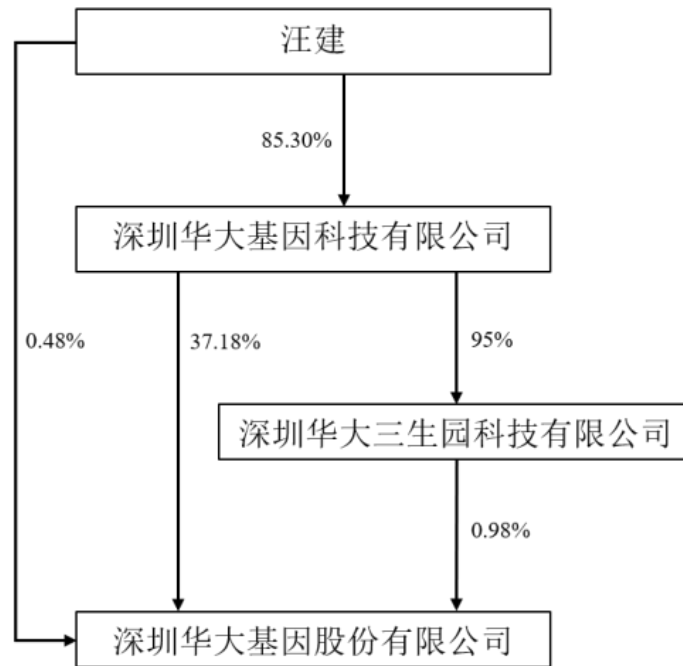 汪建
85.30%
深圳华大基因科技有限公司
0.48%
37.18%
95%
深圳华大三生园科技有限公司
0.98%
深圳华大基因股份有限公司